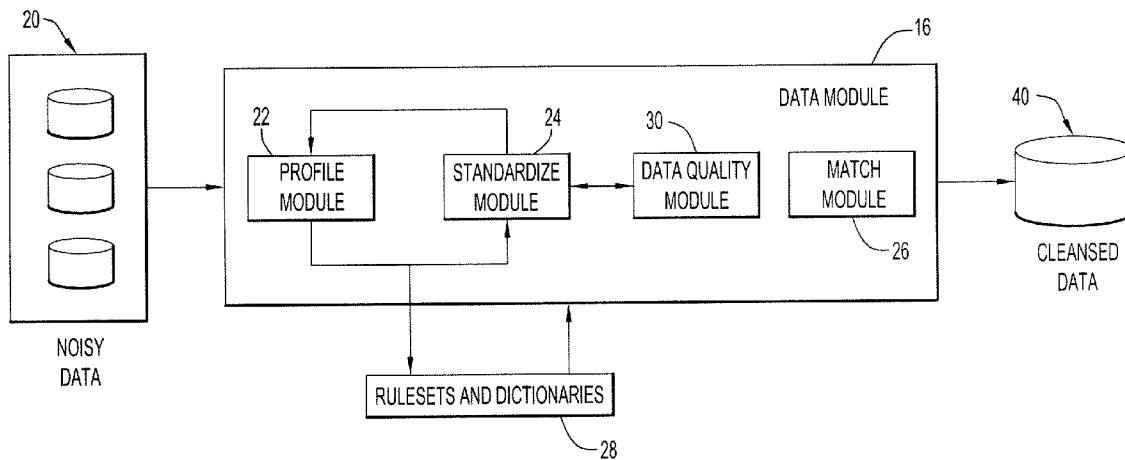 20
16
DATA MODULE
40
22
24
30
PROFILE
MODULE
STANDARDIZE
MODULE
DATA QUALITY
MODULE
MATCH
MODULE
26
CLEANSED
DATA
NOISY
DATA
RULESETS AND DICTIONARIES
28